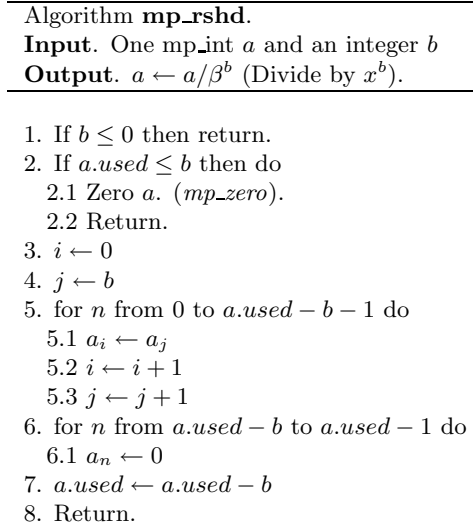 Algorithm mp_rshd.
Input. One mp_int a and an integer b
Output. a ← a/β^b (Divide by x^b).
1. If b ≤ 0 then return.
2. If a.used ≤ b then do
2.1 Zero a. (mp_zero).
2.2 Return.
3. i ← 0
4. j ← b
5. for n from 0 to a.used − b − 1 do
5.1 a_i ← a_j
5.2 i ← i + 1
5.3 j ← j + 1
6. for n from a.used − b to a.used − 1 do
6.1 a_n ← 0
7. a.used ← a.used − b
8. Return.